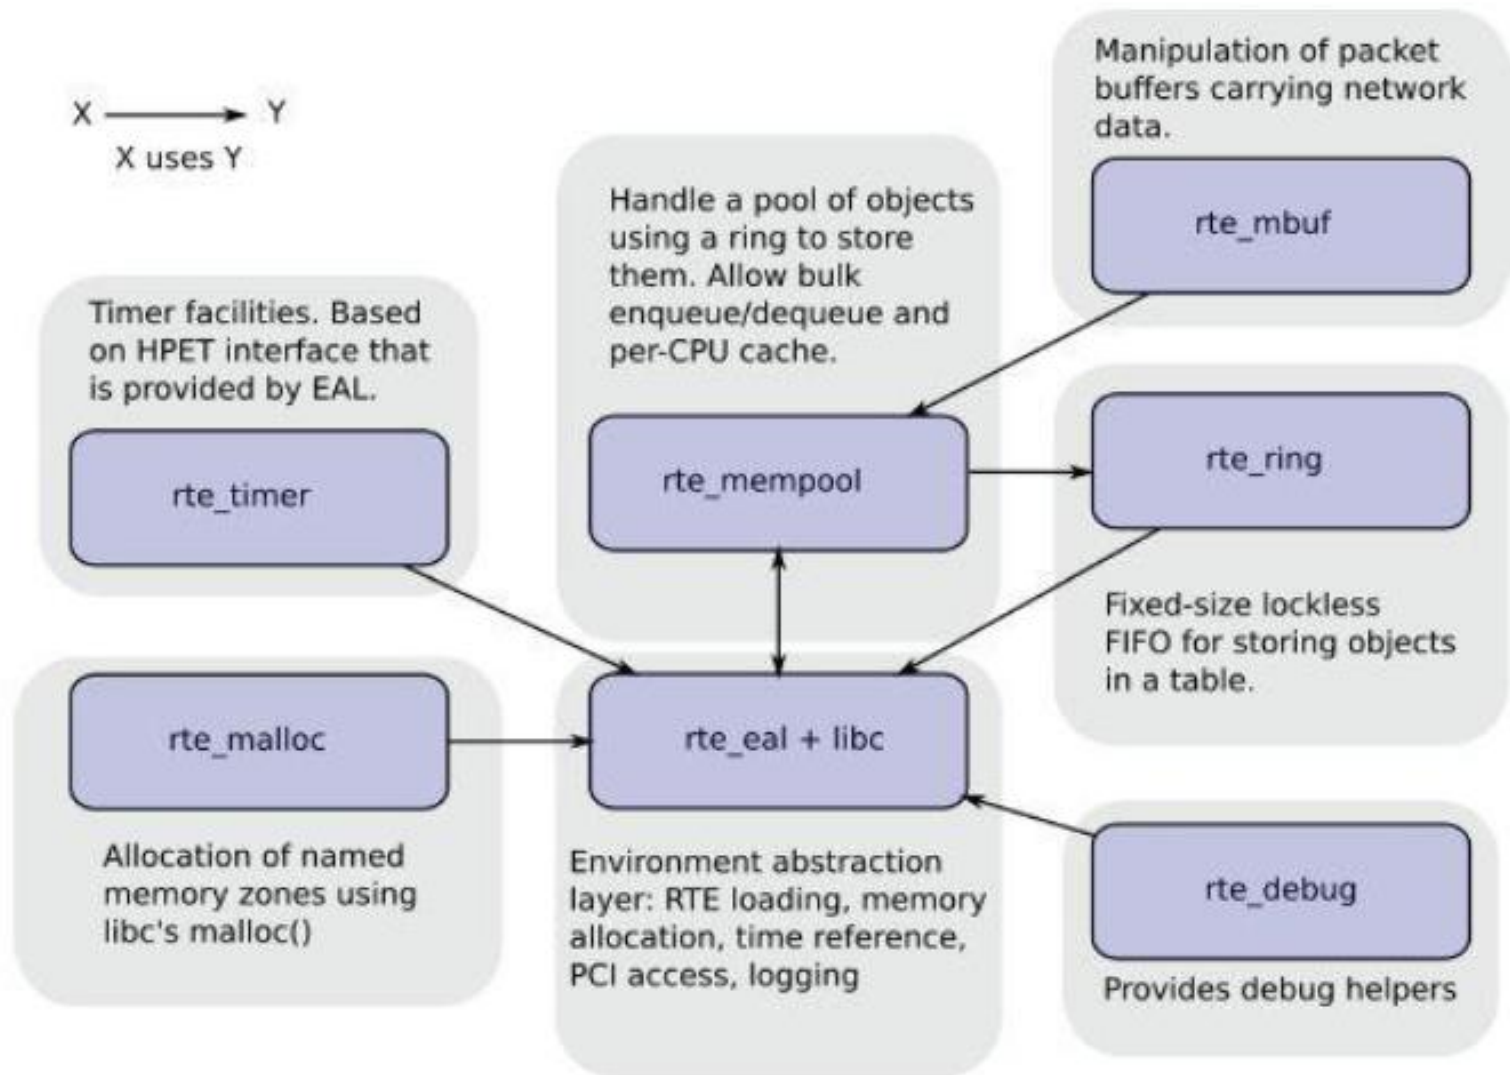 X Y
X uses Y
Manipulation of packet
buffers carrying network
data.
rte_mbuf
Handle a pool of objects
using a ring to store
them. Allow bulk
enqueue/dequeue and
per-CPU cache.
rte_mempool
Timer facilities. Based
on HPET interface that
is provided by EAL.
rte_timer
rte_ring
Fixed-size lockless
FIFO for storing objects
in a table.
rte_malloc
Allocation of named
memory zones using
libc's malloc()
rte_eal + libc
Environment abstraction
layer: RTE loading, memory
allocation, time reference,
PCI access, logging
rte_debug
Provides debug helpers